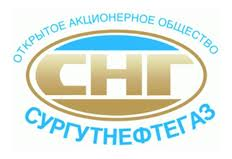 ОТКРЫТОЕ АКЦИОНЕРНОЕ ОБЩЕСТВО
СНГ
СУРГУТНЕФТЕГАЗ